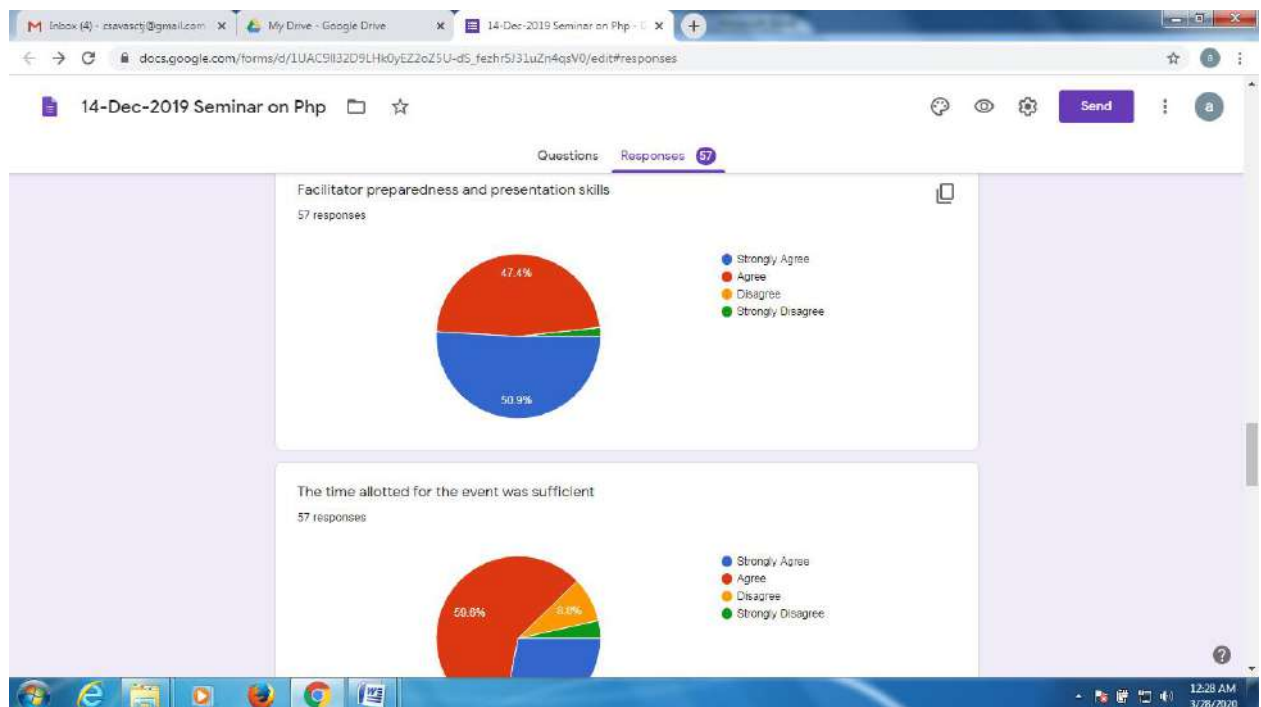 Inbox (4) - csavasctj@gmail.com
My Drive - Google Drive
14-Dec-2019 Seminar on Php -
docs.google.com/forms/d/
/edit#responses
14-Dec-2019 Seminar on Php
Send
a
a
Questions Responses 57
Facilitator preparedness and presentation skills
57 responses
47.4%
50.9%
Strongly Agree
Agree
Disagree
Strongly Disagree
The time allotted for the event was sufficient
57 responses
8.8%
Strongly Agree
Agree
Disagree
Strongly Disagree
12:28 AM
3/28/2020